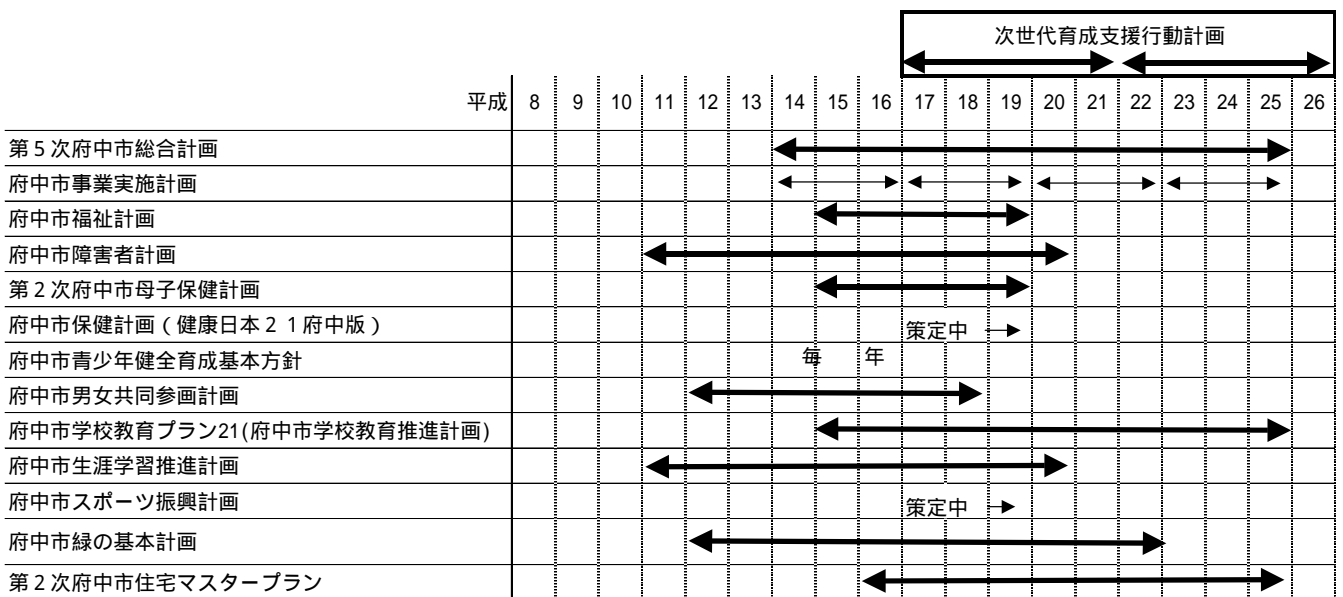 次世代育成支援行動計画
平成 8 9 10 11 12 13 14 15 16 17 18 19 20 21 22 23 24 25 26
第5次府中市総合計画
府中市事業実施計画
府中市福祉計画
府中市障害者計画
第2次府中市母子保健計画
府中市保健計画(健康日本21府中版) 策定中
府中市青少年健全育成基本方針 毎 年
府中市男女共同参画計画
府中市学校教育プラン21(府中市学校教育推進計画)
府中市生涯学習推進計画
府中市スポーツ振興計画 策定中
府中市緑の基本計画
第2次府中市住宅マスタープラン